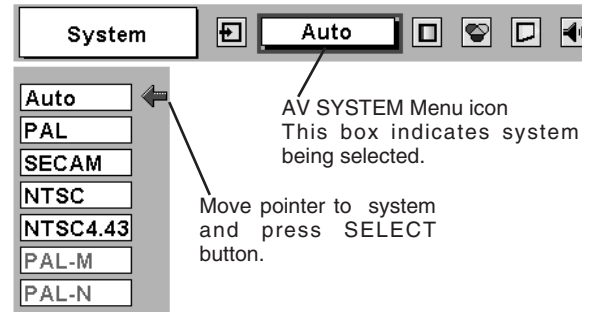 System
Auto
AV SYSTEM Menu icon
This box indicates system
being selected.
Auto
PAL
SECAM
NTSC
NTSC4.43
PAL-M
PAL-N
Move pointer to system
and press SELECT
button.